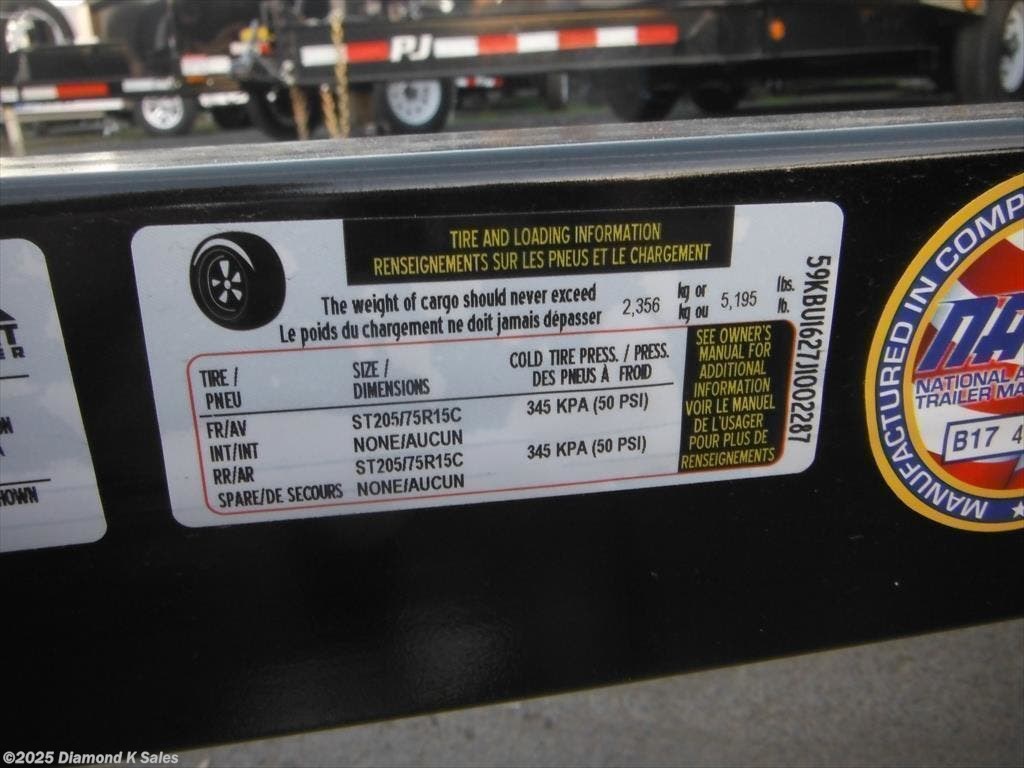 PJ
TIRE AND LOADING INFORMATION
RENSEIGNEMENTS SUR LES PNEUS ET LE CHARGEMENT
The weight of cargo should never exceed 2,356 kg or 5,195 lbs.
Le poids du chargement ne doit jamais dépasser kg ou lb.
TIRE / SIZE / COLD TIRE PRESS. / PRESS.
PNEU DIMENSIONS DES PNEUS À FROID
FR/AV ST205/75R15C 345 KPA (50 PSI)
INT/INT NONE/AUCUN
RR/AR ST205/75R15C 345 KPA (50 PSI)
SPARE/DE SECOURS NONE/AUCUN
SEE OWNER'S
MANUAL FOR
ADDITIONAL
INFORMATION
VOIR LE MANUEL
DE L'USAGER
POUR PLUS DE
RENSEIGNEMENTS
59KBU1627J1002287
MANUFACTURED IN
NATIONAL
TRAILER
B17
©2025 Diamond K Sales